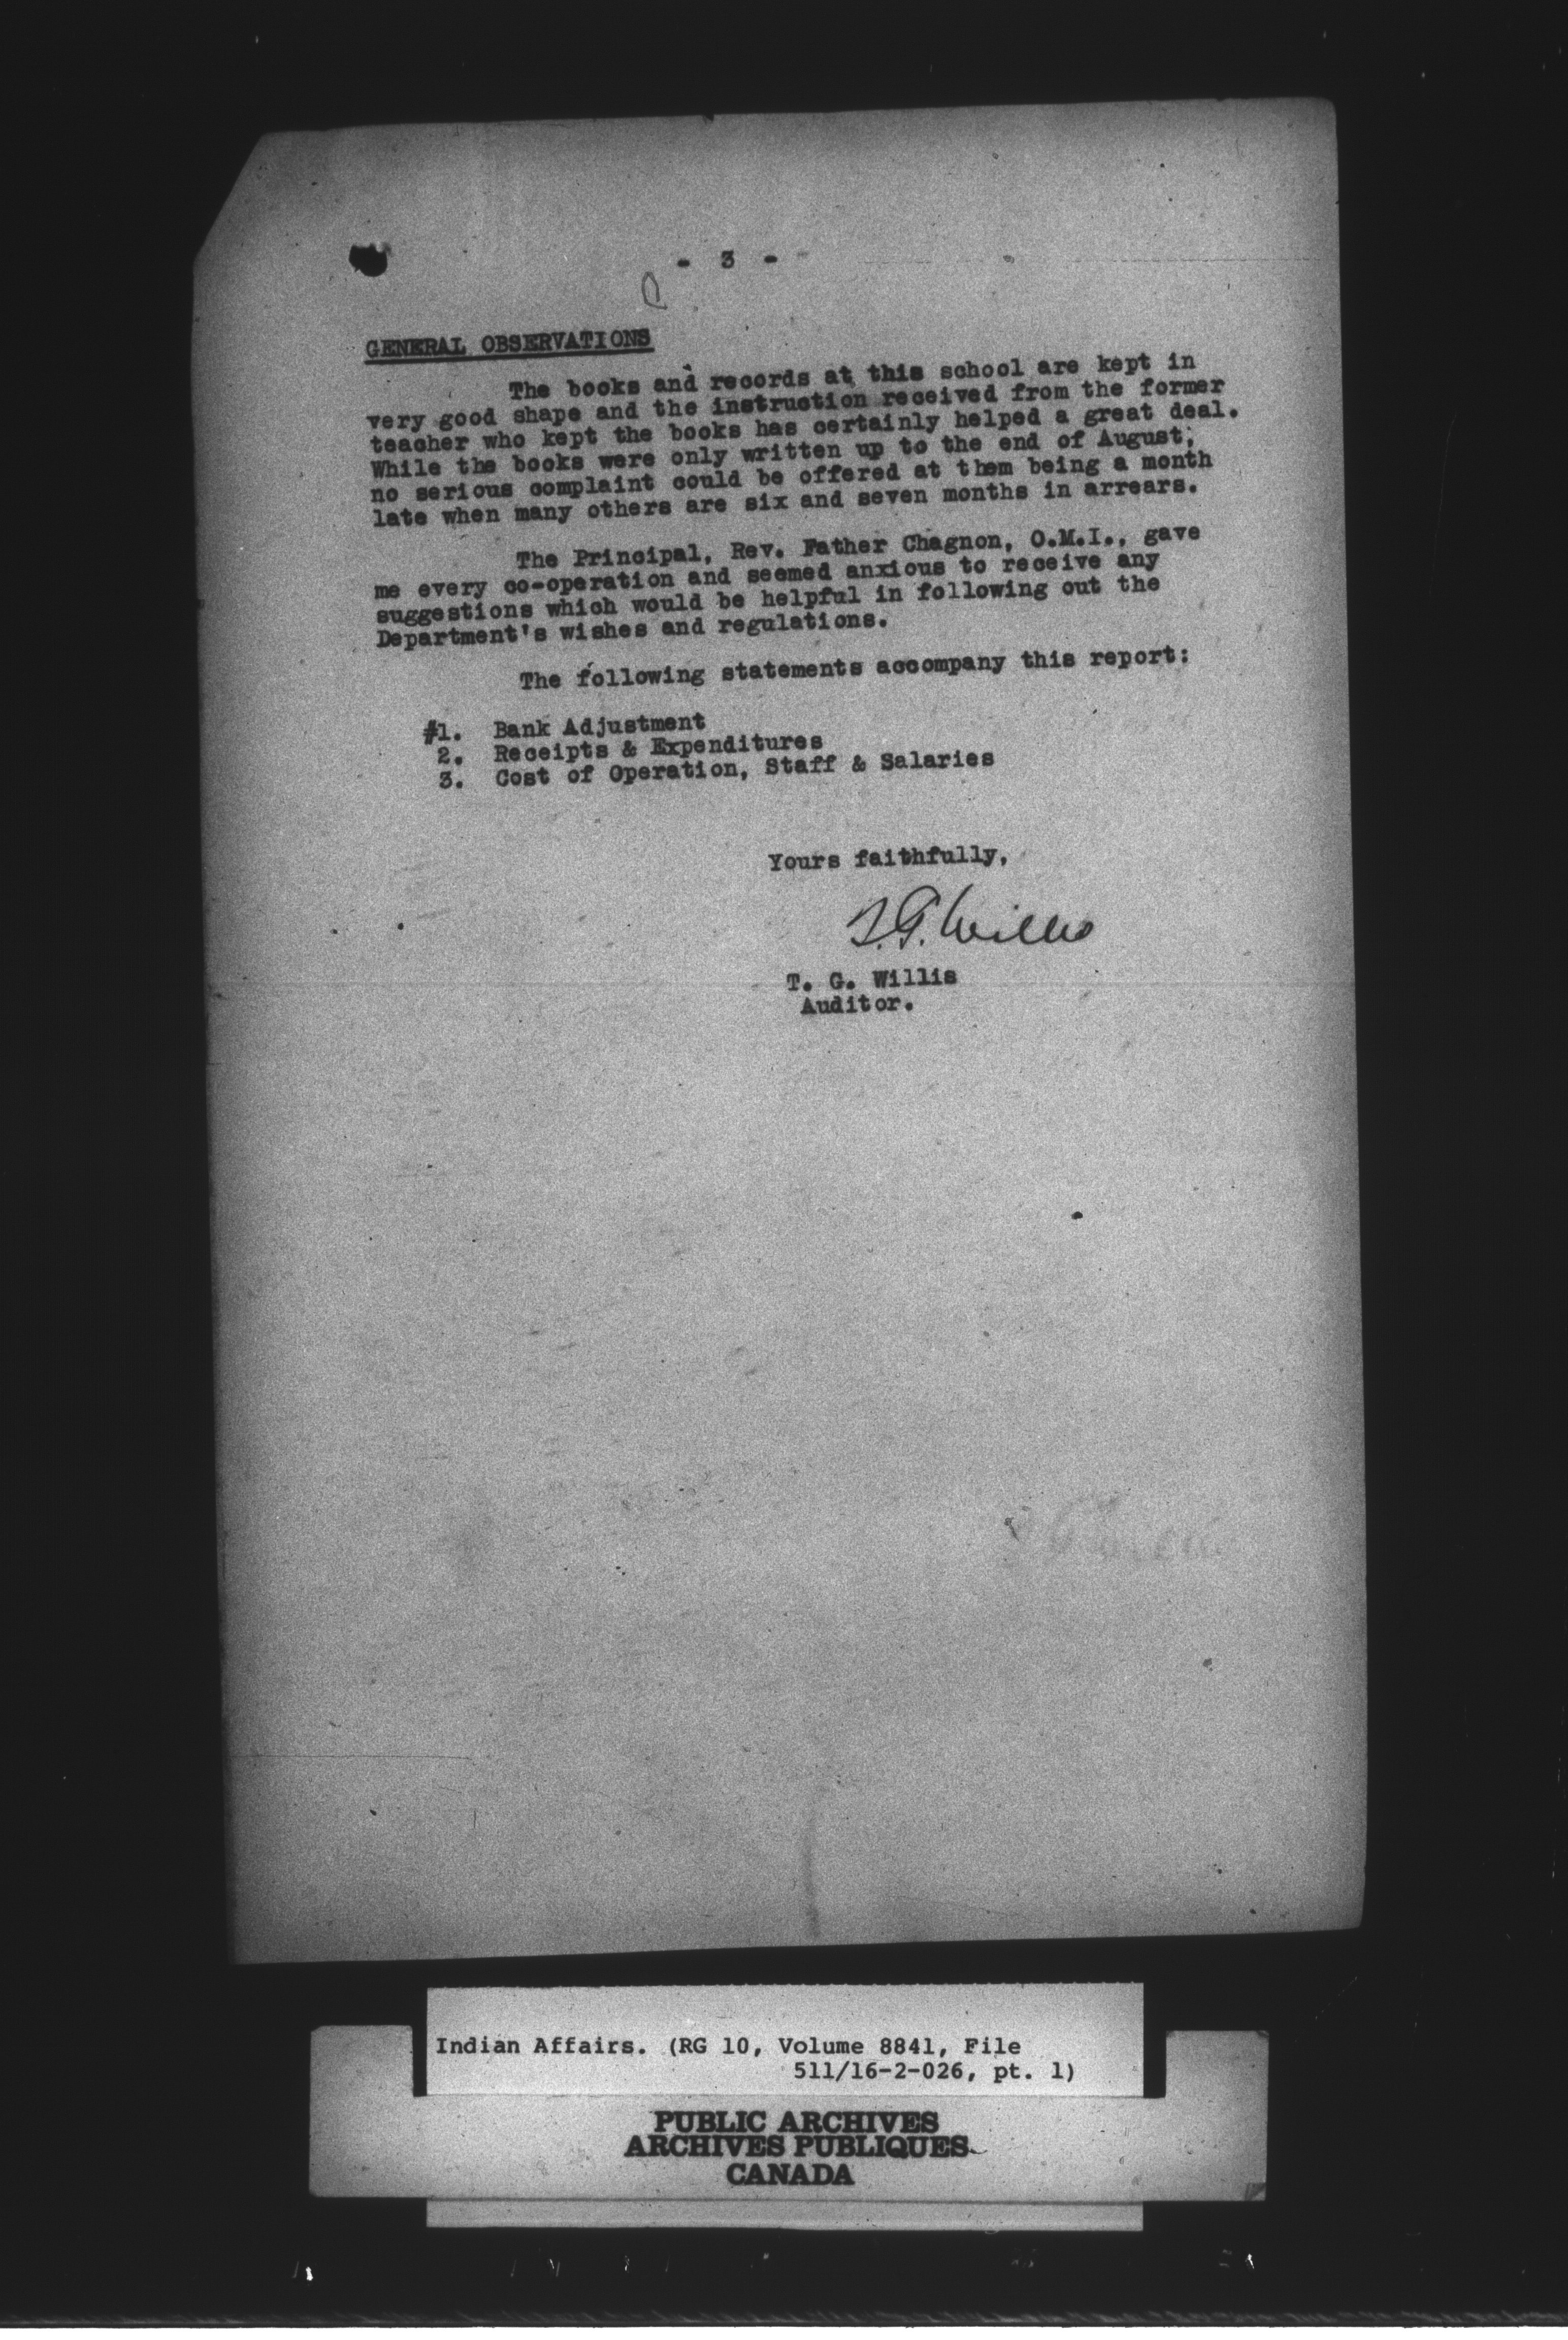 - 3 -
GENERAL OBSERVATIONS
The books and records at this school are kept in
very good shape and the instruction received from the former
teacher who kept the books has certainly helped a great deal.
While the books were only written up to the end of August,
no serious complaint could be offered at them being a month
late when many others are six and seven months in arrears.
The Principal, Rev. Father Chagnon, O.M.I., gave
me every co-operation and seemed anxious to receive any
suggestions which would be helpful in following out the
Department's wishes and regulations.
The following statements accompany this report:
#1. Bank Adjustment
2. Receipts & Expenditures
3. Cost of Operation, Staff & Salaries
Yours faithfully,
T.G. Willis
T. G. Willis
Auditor.
Indian Affairs. (RG 10, Volume 8841, File
511/16-2-026, pt. 1)
PUBLIC ARCHIVES
ARCHIVES PUBLIQUES
CANADA